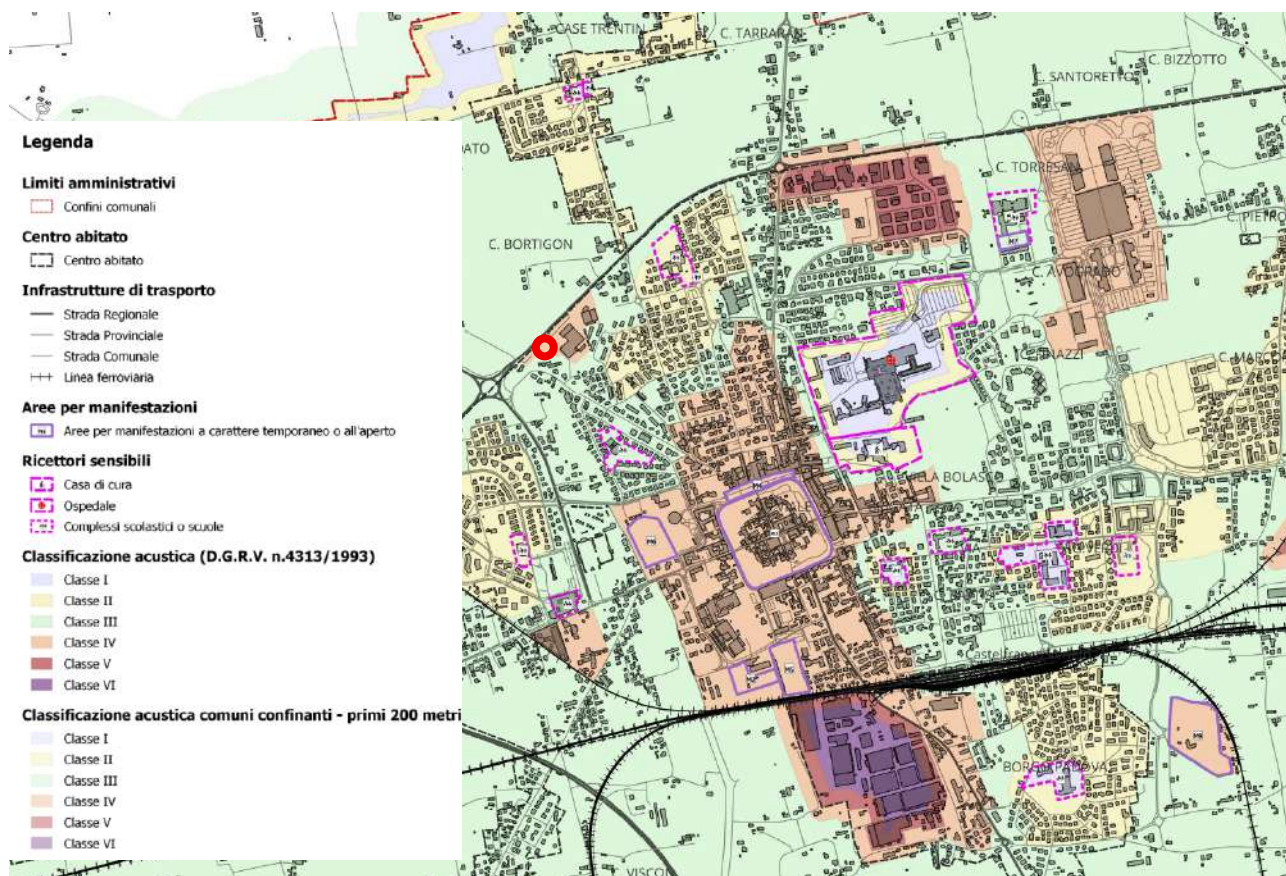 CASE TRENTIN
C. TARRARAN
C. BIZZOTTO
C. SANTORETTO
DATO
C. TORRESAN
C. PIETRO
C. BORTIGON
C. AVOGRADO
Legenda
Limiti amministrativi
Confini comunali
Centro abitato
Centro abitato
Infrastrutture di trasporto
Strada Regionale
Strada Provinciale
Strada Comunale
Linea ferroviaria
Aree per manifestazioni
Aree per manifestazioni a carattere temporaneo o all'aperto
Ricettori sensibili
Casa di cura
Ospedale
Complessi scolastici o scuole
Classificazione acustica (D.G.R.V. n.4313/1993)
Classe I
Classe II
Classe III
Classe IV
Classe V
Classe VI
Classificazione acustica comuni confinanti - primi 200 metri
Classe I
Classe II
Classe III
Classe IV
Classe V
Classe VI
C. MARCO
BOLASCO
Castelfranco
BORGO PADOVA
C. VISCO